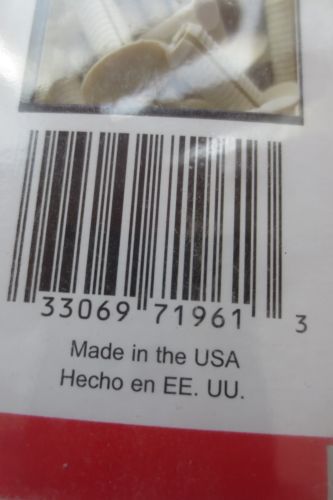 33069 71961 3
Made in the USA
Hecho en EE. UU.